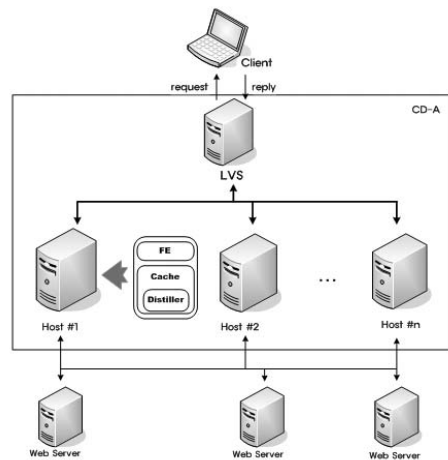 Client
request
reply
CD-A
LVS
FE
Cache
Distiller
Host #1
Host #2
...
Host #n
Web Server
Web Server
Web Server